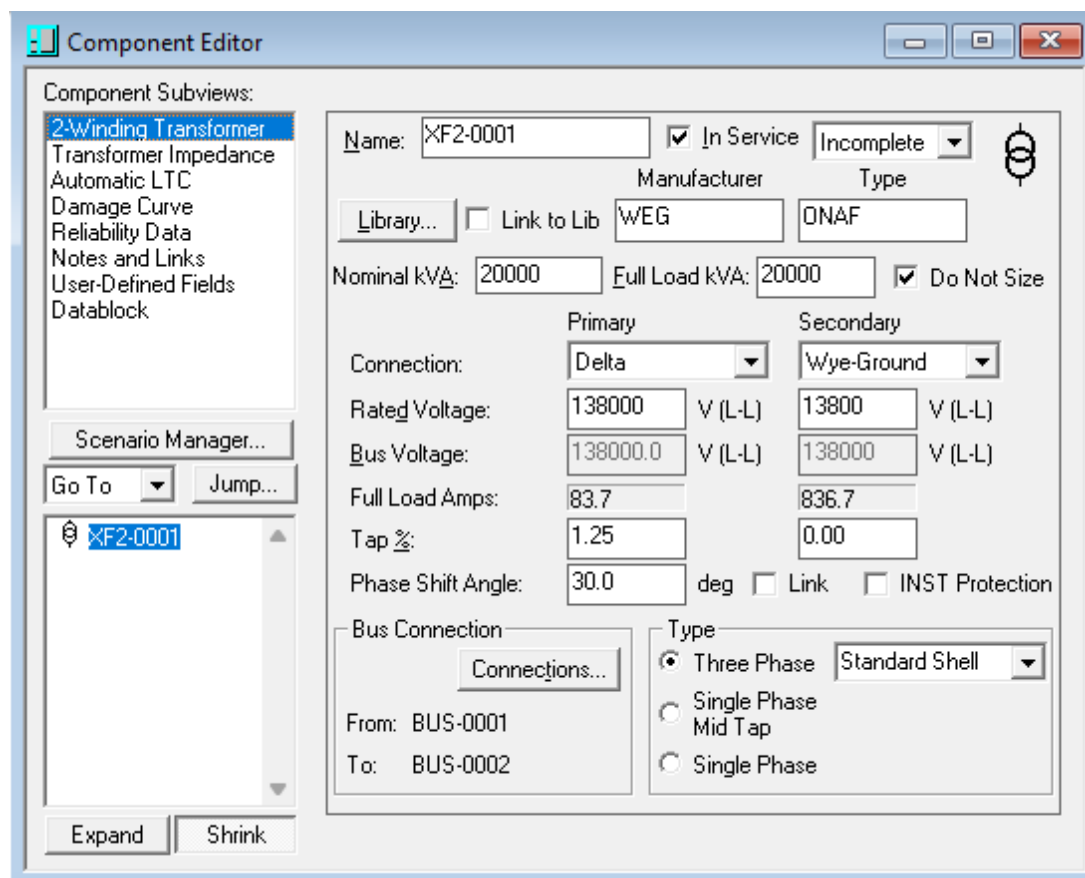 Component Editor
Component Subviews:
2-Winding Transformer
Transformer Impedance
Automatic LTC
Damage Curve
Reliability Data
Notes and Links
User-Defined Fields
Datablock
Scenario Manager...
Go To Jump...
XF2-0001
Expand Shrink
Name: XF2-0001 In Service Incomplete
Manufacturer Type
Library... Link to Lib WEG ONAF
Nominal kVA: 20000 Full Load kVA: 20000 Do Not Size
Primary Secondary
Connection: Delta Wye-Ground
Rated Voltage: 138000 V (L-L) 13800 V (L-L)
Bus Voltage: 138000.0 V (L-L) 138000 V (L-L)
Full Load Amps: 83.7 836.7
Tap %: 1.25 0.00
Phase Shift Angle: 30.0 deg Link INST Protection
Bus Connection
Connections...
From: BUS-0001
To: BUS-0002
Type
Three Phase Standard Shell
Single Phase
Mid Tap
Single Phase